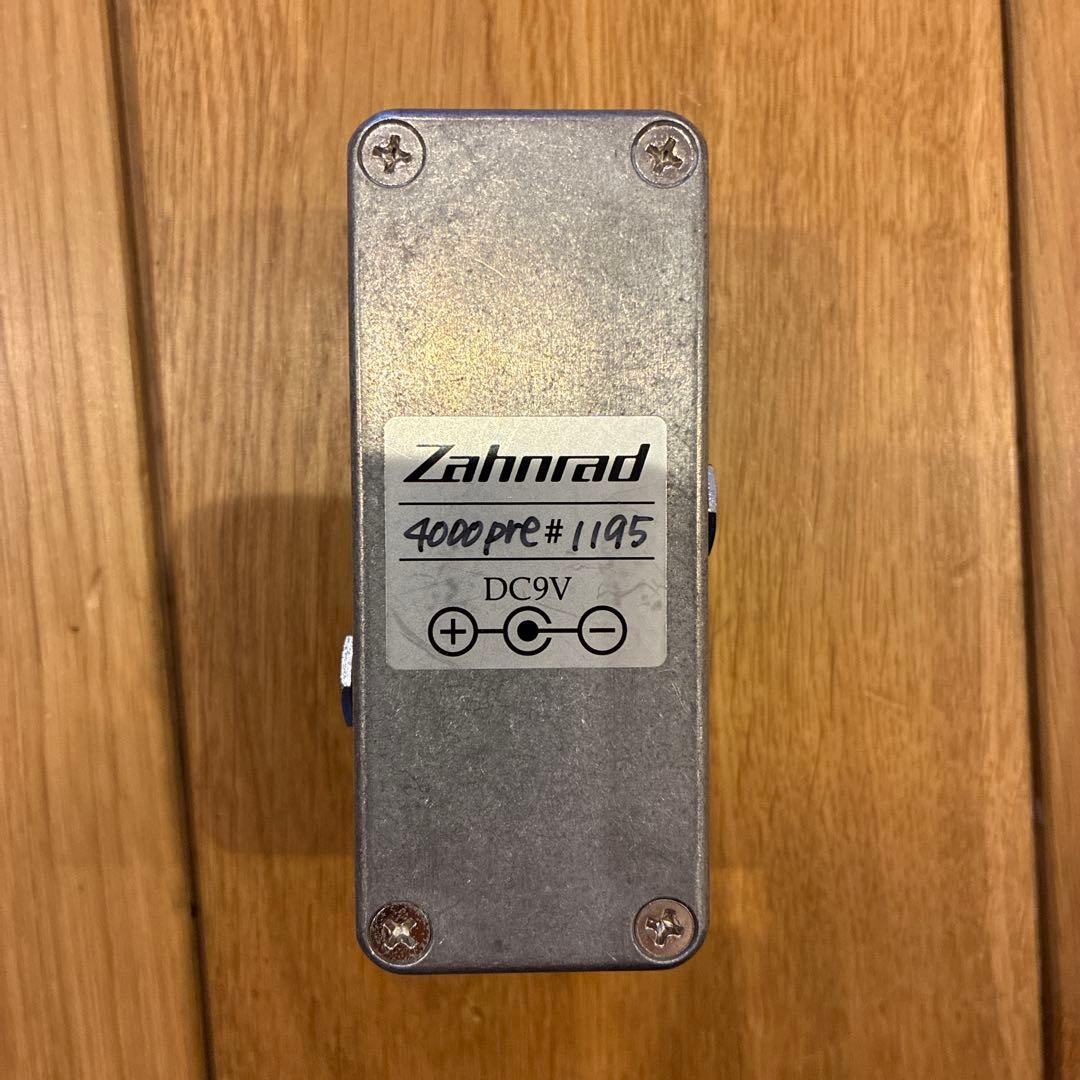 Zahnrad
4000pre # 1195
DC9V
+ −